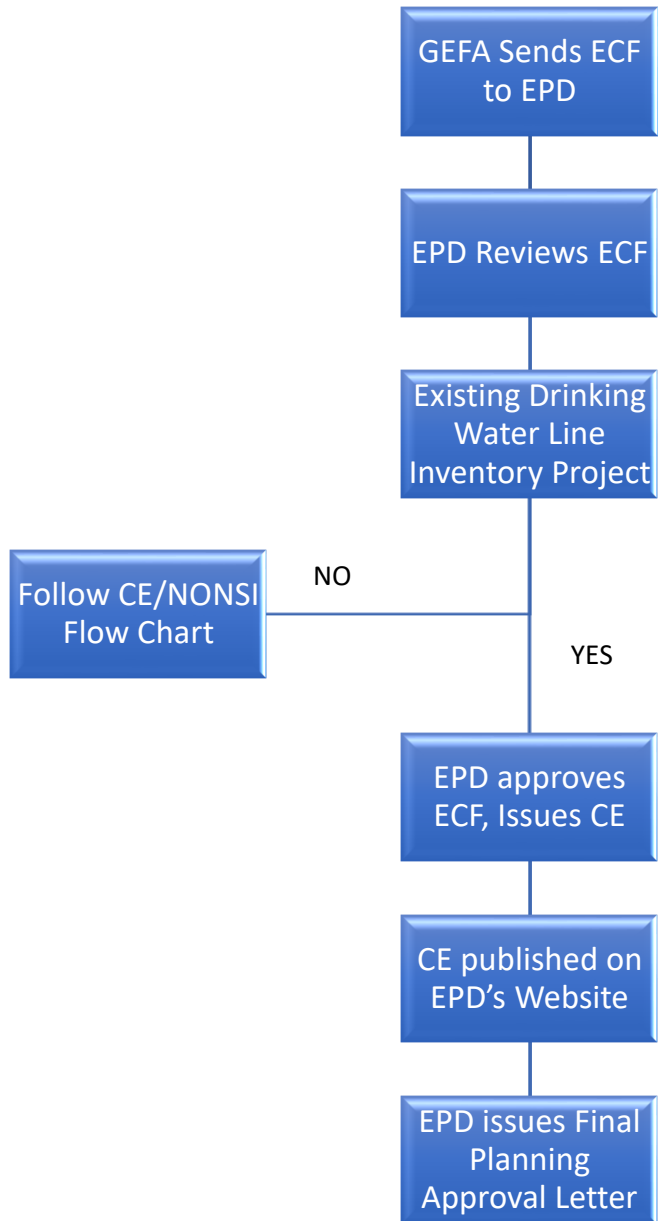 GEFA Sends ECF
to EPD
EPD Reviews ECF
Existing Drinking
Water Line
Inventory Project
NO
Follow CE/NONSI
Flow Chart
YES
EPD approves
ECF, Issues CE
CE published on
EPD’s Website
EPD issues Final
Planning
Approval Letter